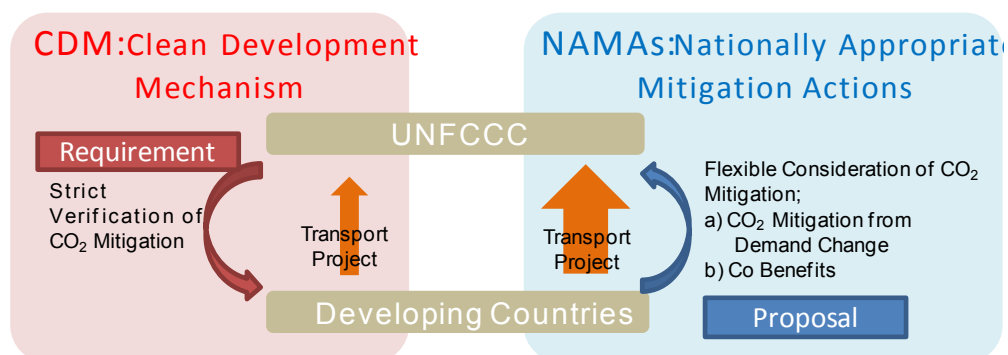 CDM:Clean Development
Mechanism
NAMAs:Nationally Appropriate
Mitigation Actions
UNFCCC
Requirement
Strict
Verification of
CO₂ Mitigation
Transport
Project
Transport
Project
Flexible Consideration of CO₂
Mitigation;
a) CO₂ Mitigation from
Demand Change
b) Co Benefits
Developing Countries
Proposal